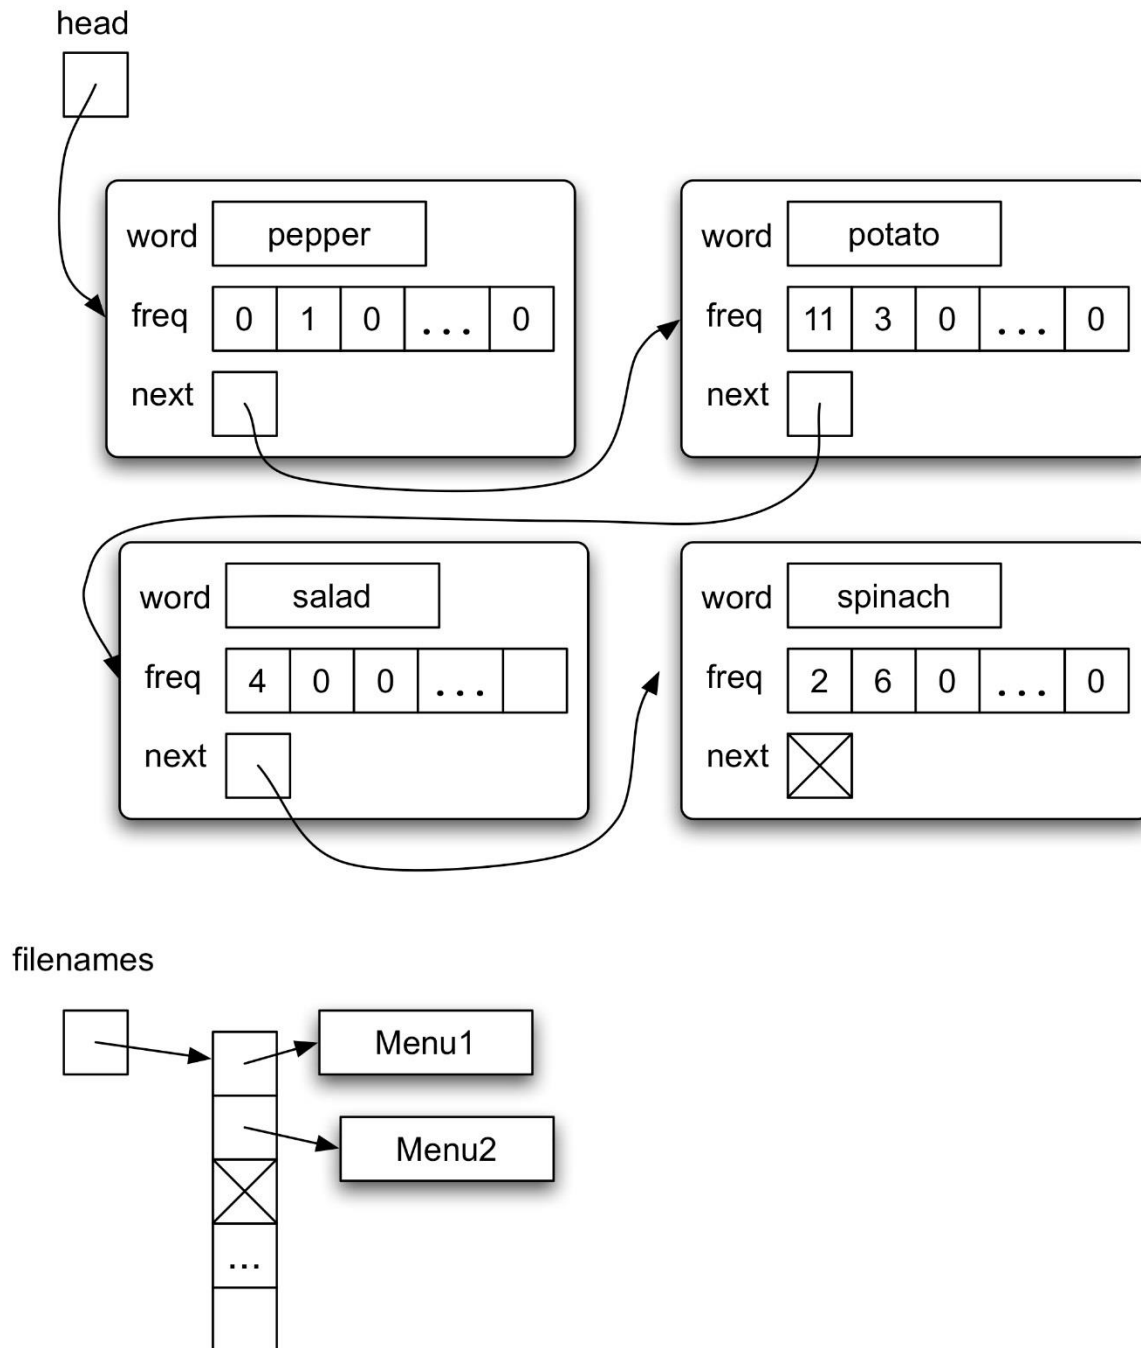 head
word pepper
freq 0 1 0 ... 0
next
word potato
freq 11 3 0 ... 0
next
word salad
freq 4 0 0 ...
next
word spinach
freq 2 6 0 ... 0
next
filenames
Menu1
Menu2
...